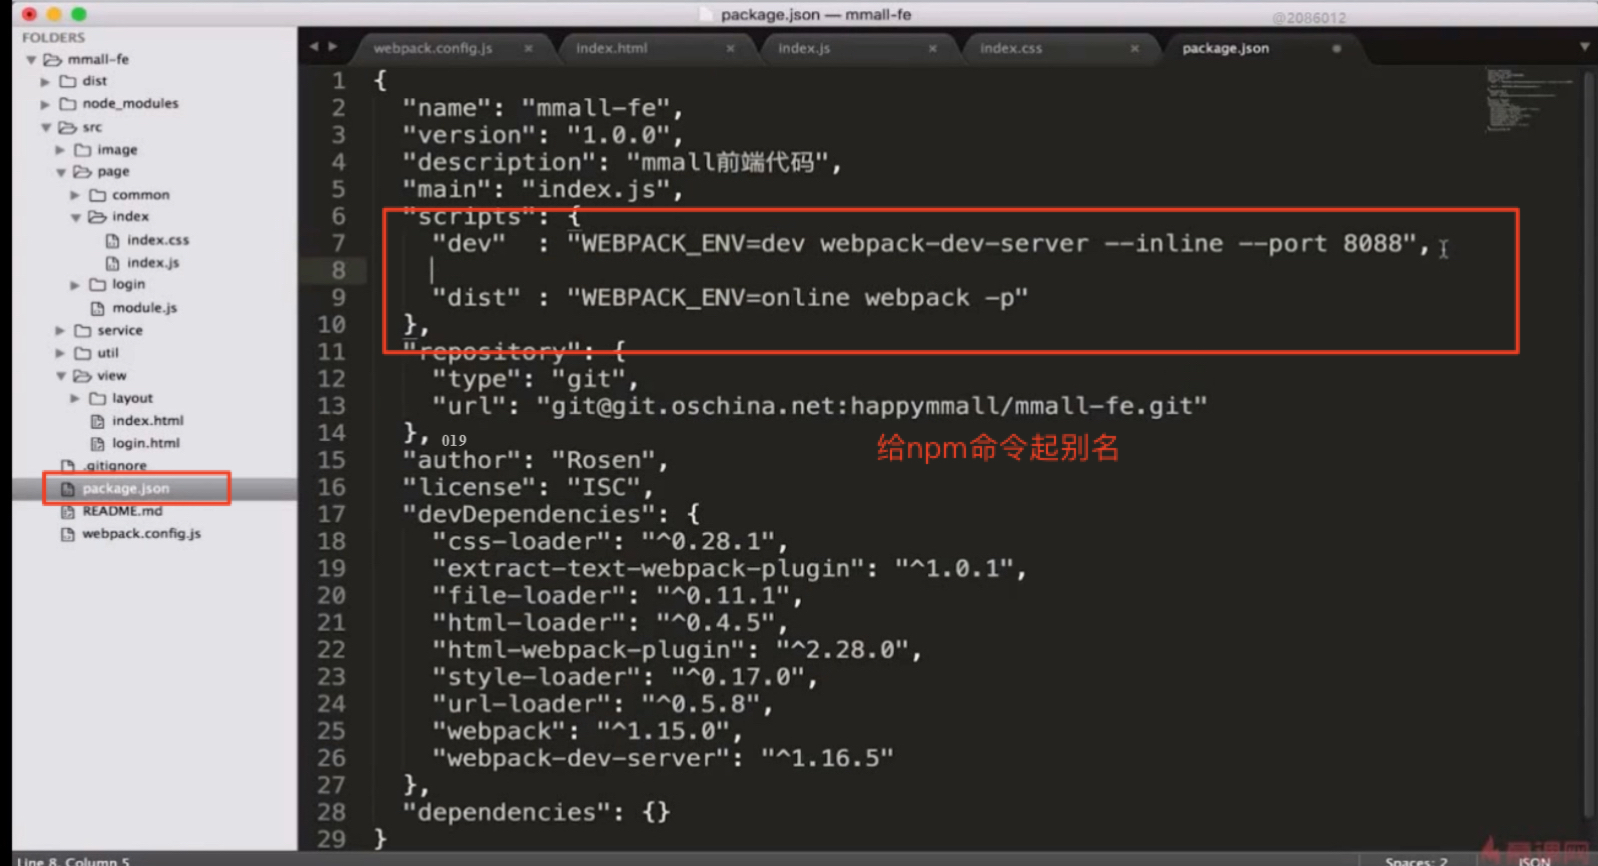 package.json — mmall-fe
@2086012
FOLDERS
mmall-fe
dist
node_modules
src
image
page
common
index
index.css
index.js
login
module.js
service
util
view
layout
index.html
login.html
.gitignore
package.json
README.md
webpack.config.js
webpack.config.js
index.html
index.js
index.css
package.json
1 {
2 "name": "mmall-fe",
3 "version": "1.0.0",
4 "description": "mmall前端代码",
5 "main": "index.js",
6 "scripts": {
7 "dev" : "WEBPACK_ENV=dev webpack-dev-server --inline --port 8088",
8
9 "dist" : "WEBPACK_ENV=online webpack -p"
10 },
11 "repository": {
12 "type": "git",
13 "url": "git@git.oschina.net:happymmall/mmall-fe.git"
14 },
019
给npm命令起别名
15 "author": "Rosen",
16 "license": "ISC",
17 "devDependencies": {
18 "css-loader": "^0.28.1",
19 "extract-text-webpack-plugin": "^1.0.1",
20 "file-loader": "^0.11.1",
21 "html-loader": "^0.4.5",
22 "html-webpack-plugin": "^2.28.0",
23 "style-loader": "^0.17.0",
24 "url-loader": "^0.5.8",
25 "webpack": "^1.15.0",
26 "webpack-dev-server": "^1.16.5"
27 },
28 "dependencies": {}
29 }
Line 8, Column 5
Spaces: 2
JSON
慕课网